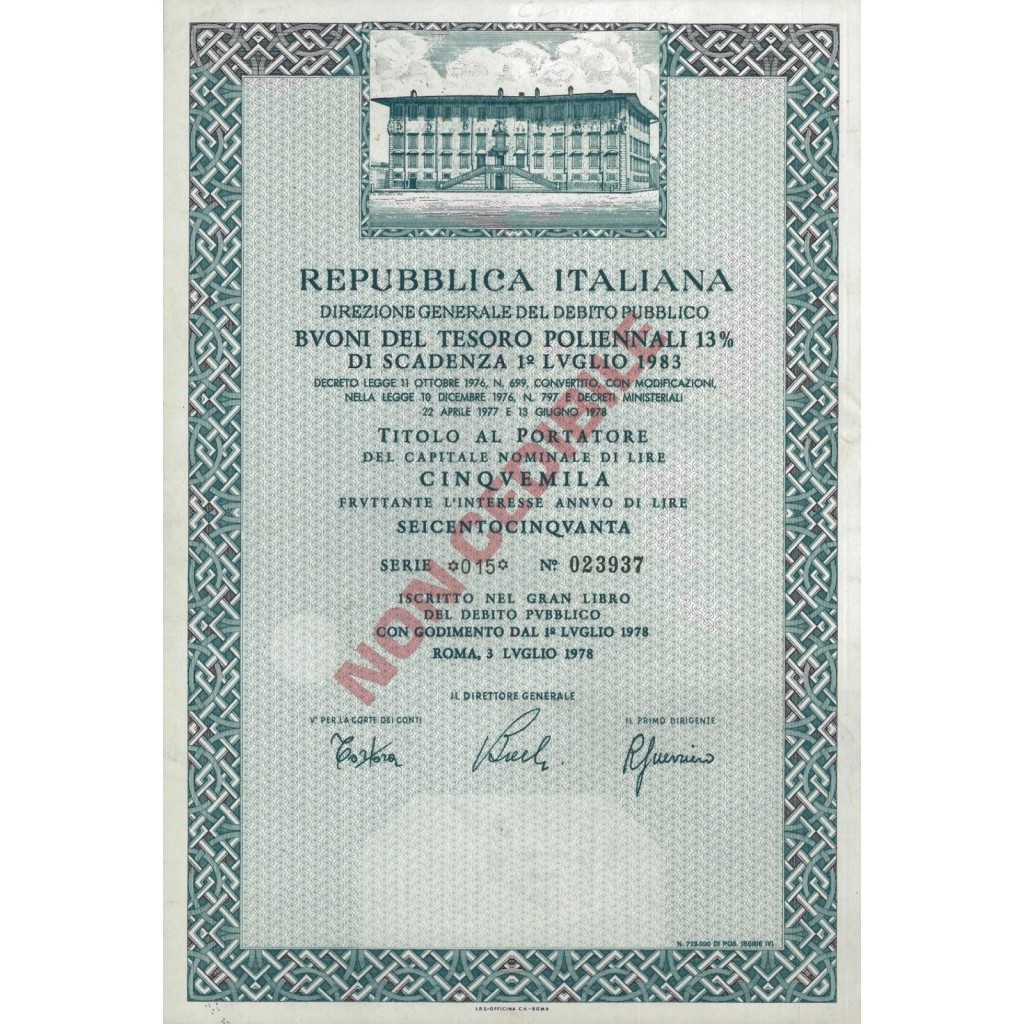 REPUBBLICA ITALIANA
DIREZIONE GENERALE DEL DEBITO PUBBLICO
BVONI DEL TESORO POLIENNALI 13%
DI SCADENZA 1º LVGLIO 1983
DECRETO LEGGE 11 OTTOBRE 1976, N. 699, CONVERTITO, CON MODIFICAZIONI,
NELLA LEGGE 10 DICEMBRE 1976, N. 797 E DECRETI MINISTERIALI
22 APRILE 1977 E 13 GIUGNO 1978
TITOLO AL PORTATORE
DEL CAPITALE NOMINALE DI LIRE
CINQVEMILA
FRVTTANTE L'INTERESSE ANNVO DI LIRE
SEICENTOCINQVANTA
SERIE ✡015✡ Nº 023937
ISCRITTO NEL GRAN LIBRO
DEL DEBITO PVBBLICO
CON GODIMENTO DAL 1º LVGLIO 1978
ROMA, 3 LVGLIO 1978
NON CEDIBILE
IL DIRETTORE GENERALE
Vº PER LA CORTE DEI CONTI
IL PRIMO DIRIGENTE
Tortora
R Guerriero
I.P.S.-OFFICINA C.V.-ROMA